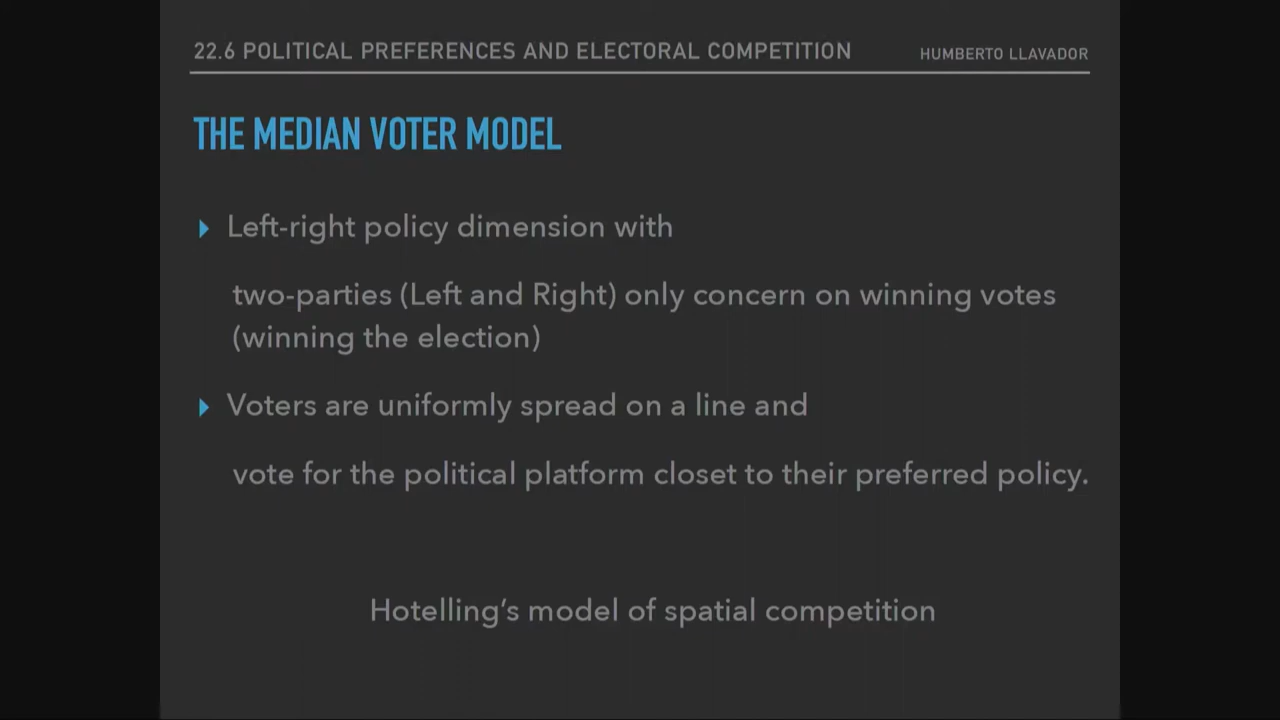 22.6 POLITICAL PREFERENCES AND ELECTORAL COMPETITION HUMBERTO LLAVADOR
THE MEDIAN VOTER MODEL
Left-right policy dimension with
two-parties (Left and Right) only concern on winning votes
(winning the election)
Voters are uniformly spread on a line and
vote for the political platform closet to their preferred policy.
Hotelling's model of spatial competition